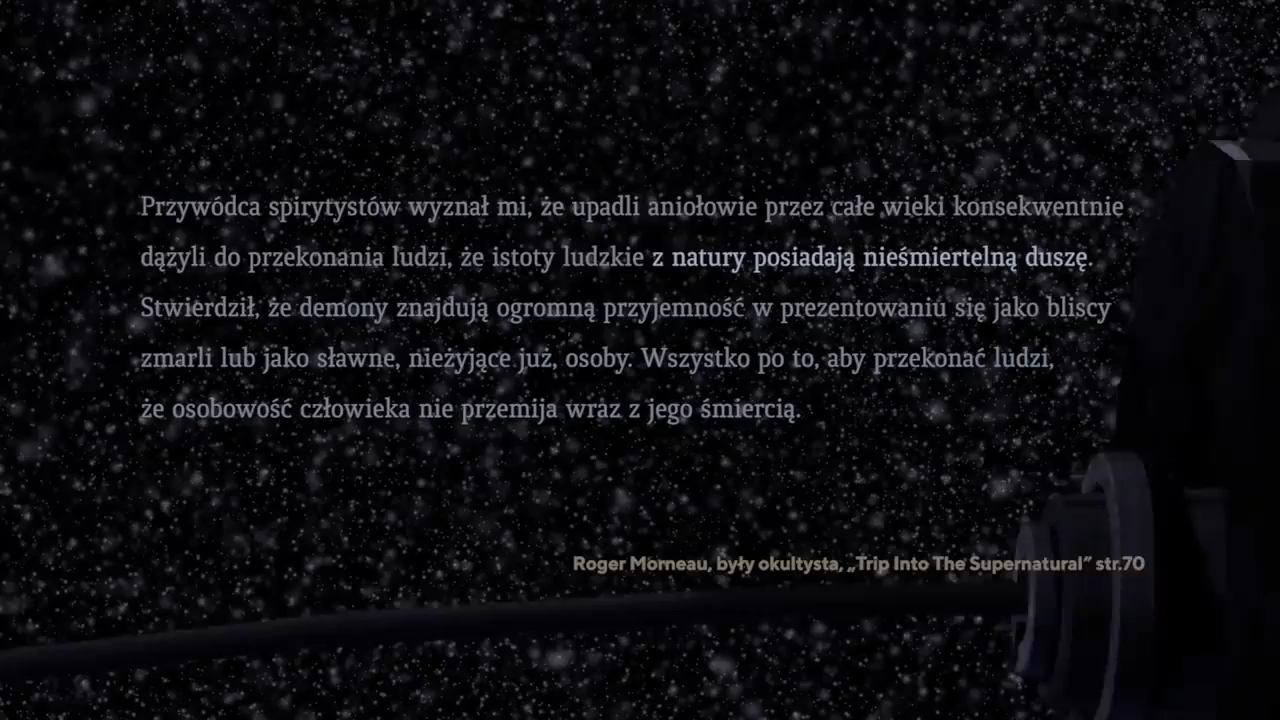 Przywódca spirytystów wyznał mi, że upadli aniołowie przez całe wieki konsekwentnie
dążyli do przekonania ludzi, że istoty ludzkie z natury posiadają nieśmiertelną duszę.
Stwierdził, że demony znajdują ogromną przyjemność w prezentowaniu się jako bliscy
zmarli lub jako sławne, nieżyjące już, osoby. Wszystko po to, aby przekonać ludzi,
że osobowość człowieka nie przemija wraz z jego śmiercią.
Roger Morneau, były okultysta, „Trip Into The Supernatural” str.70